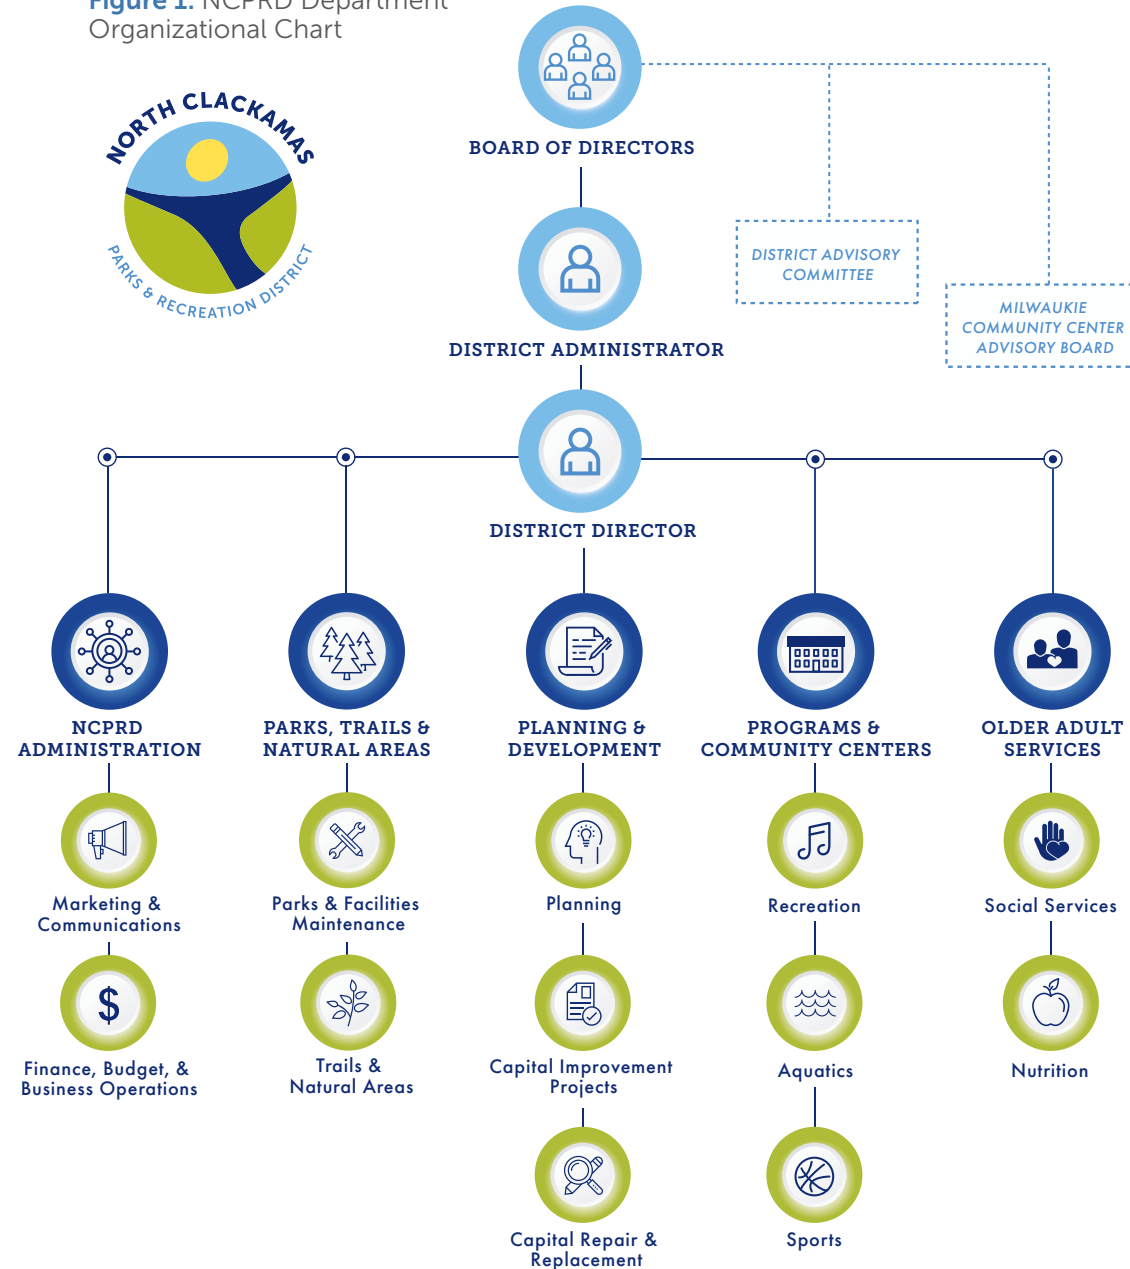 Figure 1. NCPRD Department
Organizational Chart
NORTH CLACKAMAS
PARKS & RECREATION DISTRICT
BOARD OF DIRECTORS
DISTRICT ADVISORY
COMMITTEE
MILWAUKIE
COMMUNITY CENTER
ADVISORY BOARD
DISTRICT ADMINISTRATOR
DISTRICT DIRECTOR
NCPRD
ADMINISTRATION
PARKS, TRAILS &
NATURAL AREAS
PLANNING &
DEVELOPMENT
PROGRAMS &
COMMUNITY CENTERS
OLDER ADULT
SERVICES
Marketing &
Communications
Parks & Facilities
Maintenance
Planning
Recreation
Social Services
$
Finance, Budget, &
Business Operations
Trails &
Natural Areas
Capital Improvement
Projects
Aquatics
Nutrition
Capital Repair &
Replacement
Sports